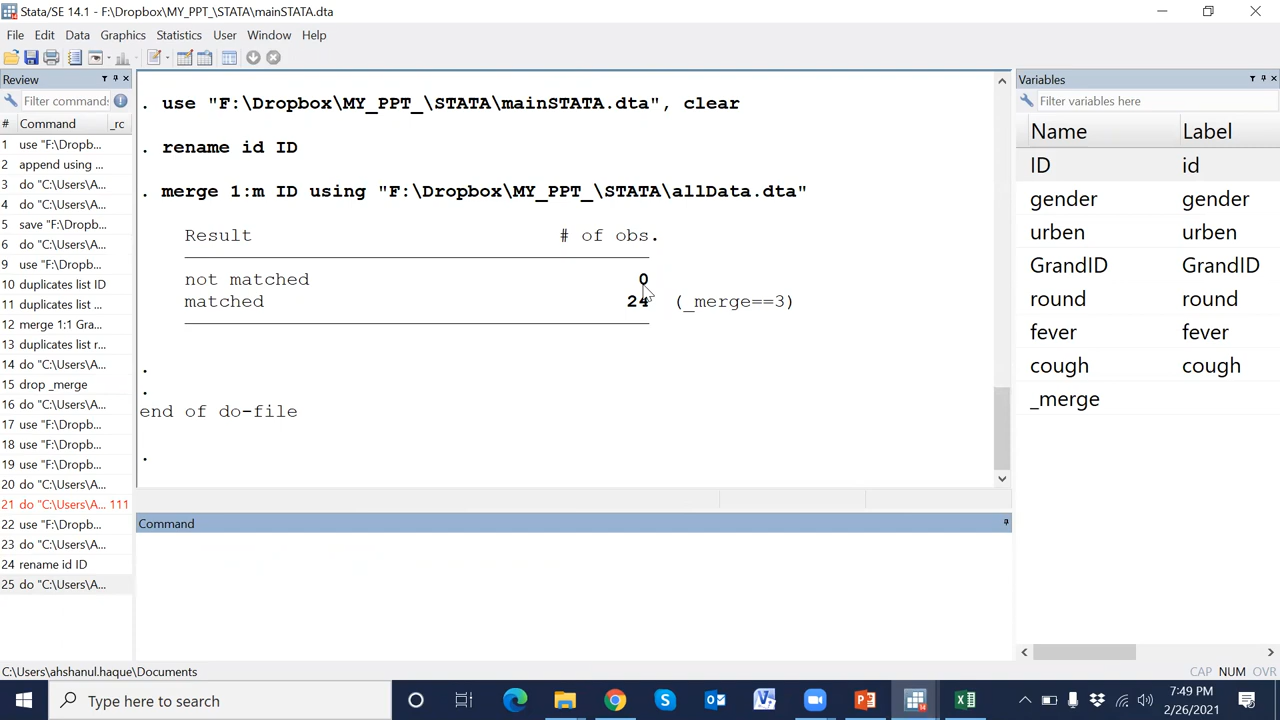 Stata/SE 14.1 - F:\Dropbox\MY_PPT_\STATA\mainSTATA.dta
File Edit Data Graphics Statistics User Window Help
Review
Filter commands
# Command _rc
1 use "F:\Dropb...
2 append using ...
3 do "C:\Users\A...
4 do "C:\Users\A...
5 save "F:\Dropb...
6 do "C:\Users\A...
9 use "F:\Dropb...
10 duplicates list ID
11 duplicates list ...
12 merge 1:1 Gra...
13 duplicates list r...
14 do "C:\Users\A...
15 drop _merge
16 do "C:\Users\A...
17 use "F:\Dropb...
18 use "F:\Dropb...
19 use "F:\Dropb...
20 do "C:\Users\A...
21 do "C:\Users\A... 111
22 use "F:\Dropb...
23 do "C:\Users\A...
24 rename id ID
25 do "C:\Users\A...
. use "F:\Dropbox\MY_PPT_\STATA\mainSTATA.dta", clear
. rename id ID
. merge 1:m ID using "F:\Dropbox\MY_PPT_\STATA\allData.dta"
Result # of obs.
not matched 0
matched 24 (_merge==3)
.
.
end of do-file
.
Command
Variables
Filter variables here
Name Label
ID id
gender gender
urben urben
GrandID GrandID
round round
fever fever
cough cough
_merge
C:\Users\ahshanul.haque\Documents
CAP NUM OVR
Type here to search
7:49 PM
2/26/2021